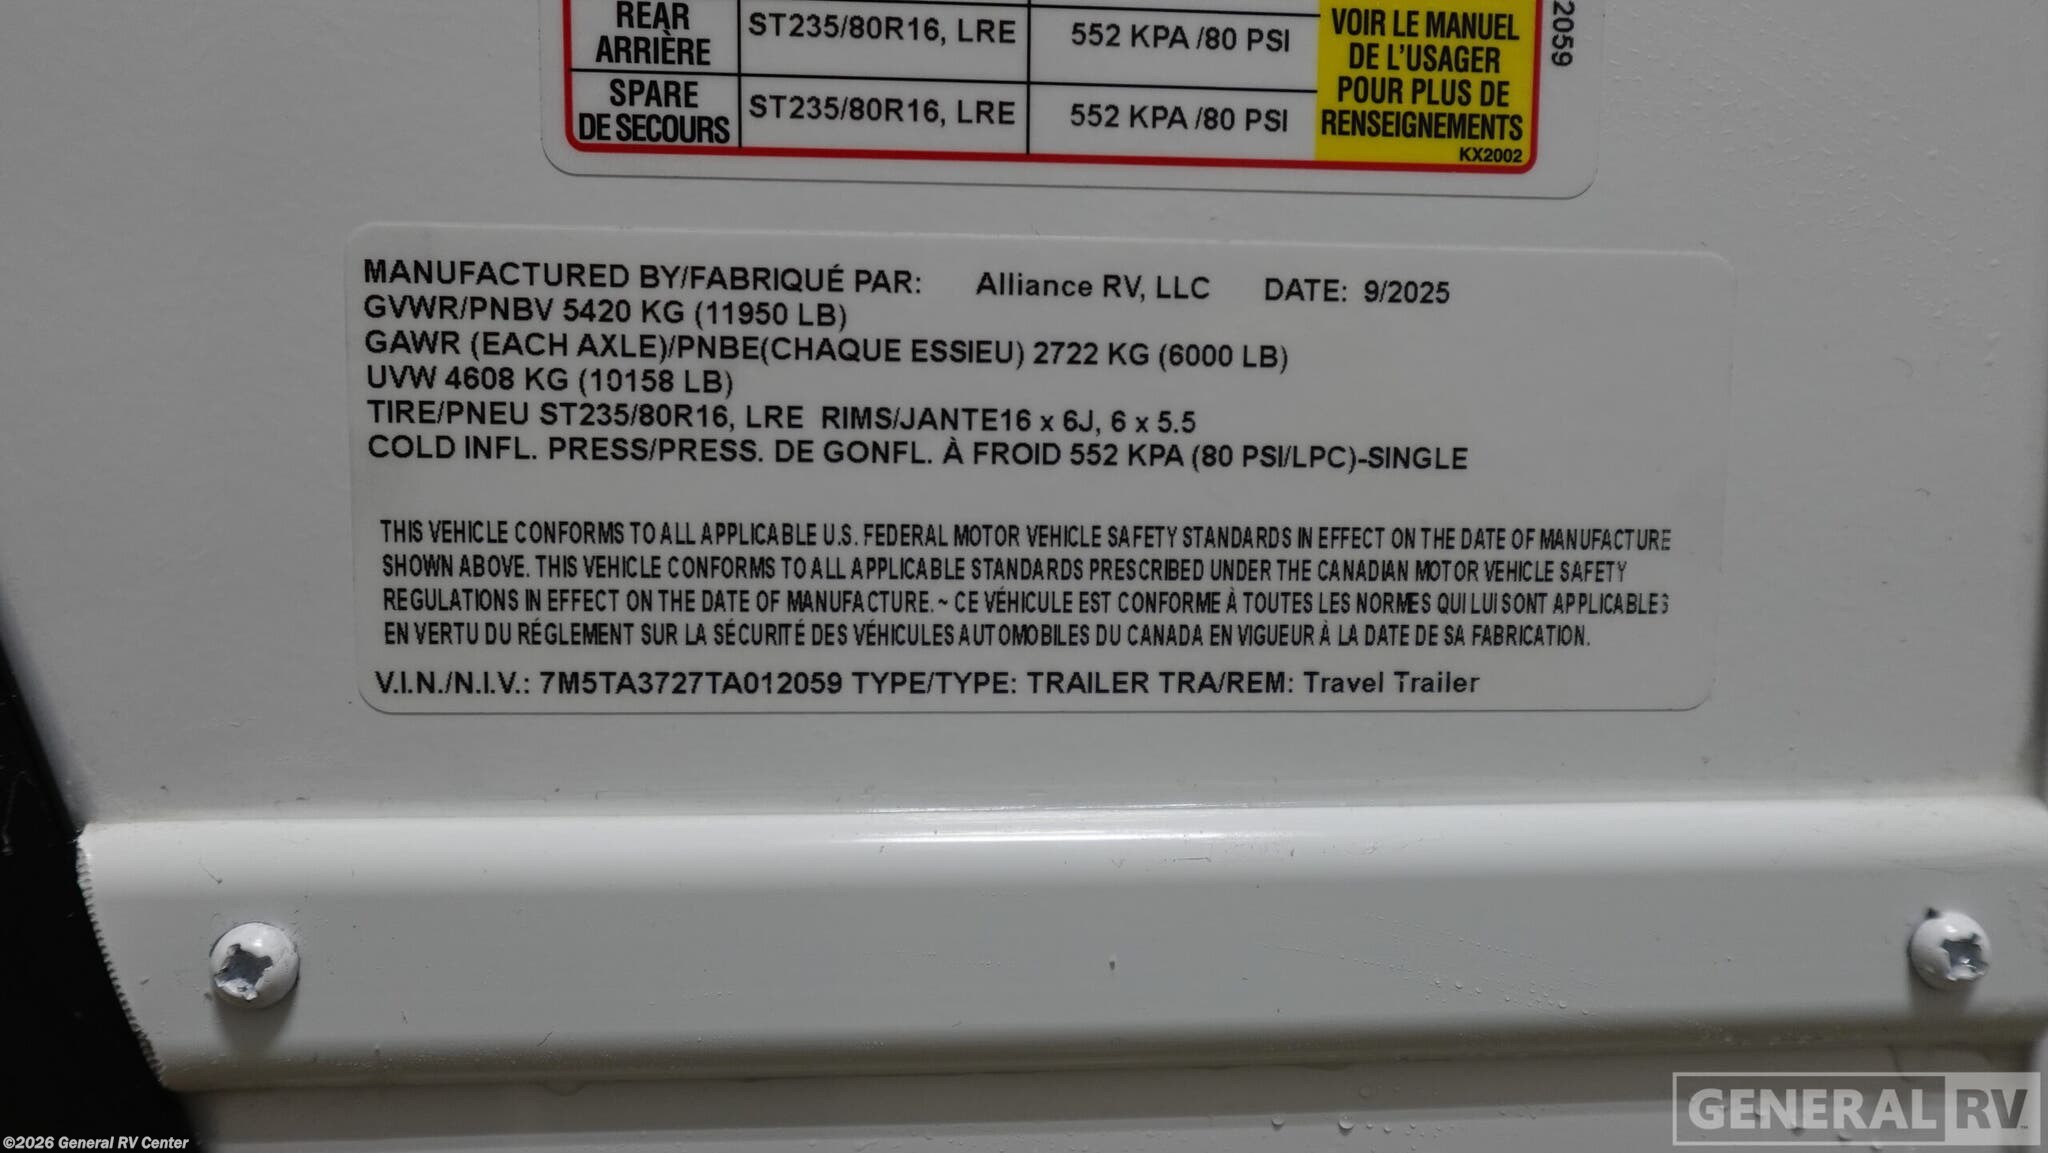 REAR
ARRIÈRE
ST235/80R16, LRE
552 KPA /80 PSI
SPARE
DE SECOURS
ST235/80R16, LRE
552 KPA /80 PSI
VOIR LE MANUEL
DE L'USAGER
POUR PLUS DE
RENSEIGNEMENTS
KX2002
2059
MANUFACTURED BY/FABRIQUÉ PAR: Alliance RV, LLC DATE: 9/2025
GVWR/PNBV 5420 KG (11950 LB)
GAWR (EACH AXLE)/PNBE(CHAQUE ESSIEU) 2722 KG (6000 LB)
UVW 4608 KG (10158 LB)
TIRE/PNEU ST235/80R16, LRE RIMS/JANTE16 x 6J, 6 x 5.5
COLD INFL. PRESS/PRESS. DE GONFL. À FROID 552 KPA (80 PSI/LPC)-SINGLE
THIS VEHICLE CONFORMS TO ALL APPLICABLE U.S. FEDERAL MOTOR VEHICLE SAFETY STANDARDS IN EFFECT ON THE DATE OF MANUFACTURE
SHOWN ABOVE. THIS VEHICLE CONFORMS TO ALL APPLICABLE STANDARDS PRESCRIBED UNDER THE CANADIAN MOTOR VEHICLE SAFETY
REGULATIONS IN EFFECT ON THE DATE OF MANUFACTURE. ~ CE VÉHICULE EST CONFORME À TOUTES LES NORMES QUI LUI SONT APPLICABLES
EN VERTU DU RÉGLEMENT SUR LA SÉCURITÉ DES VÉHICULES AUTOMOBILES DU CANADA EN VIGUEUR À LA DATE DE SA FABRICATION.
V.I.N./N.I.V.: 7M5TA3727TA012059 TYPE/TYPE: TRAILER TRA/REM: Travel Trailer
GENERAL RV
©2026 General RV Center